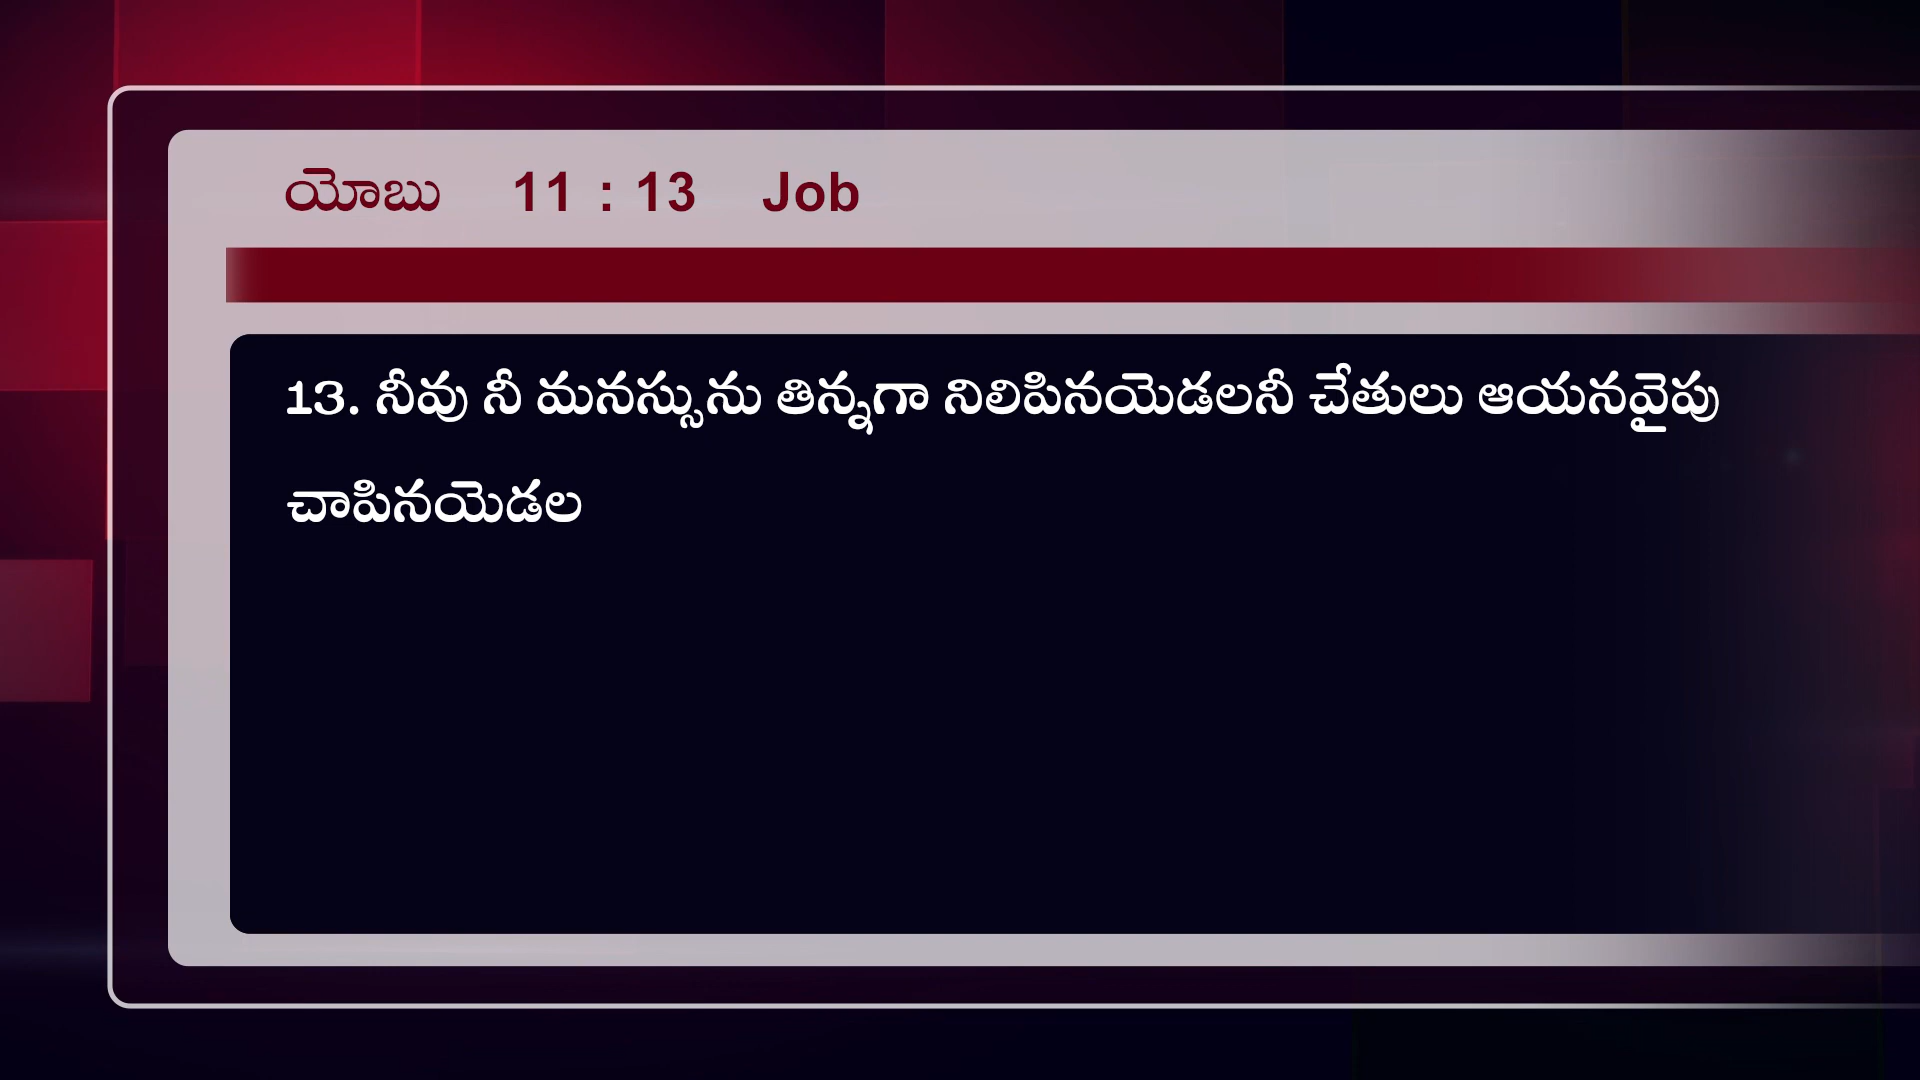 యోబు 11 : 13 Job
13. నీవు నీ మనస్సును తిన్నగా నిలిపినయెడలనీ చేతులు ఆయనవైపు
చాపినయెడల